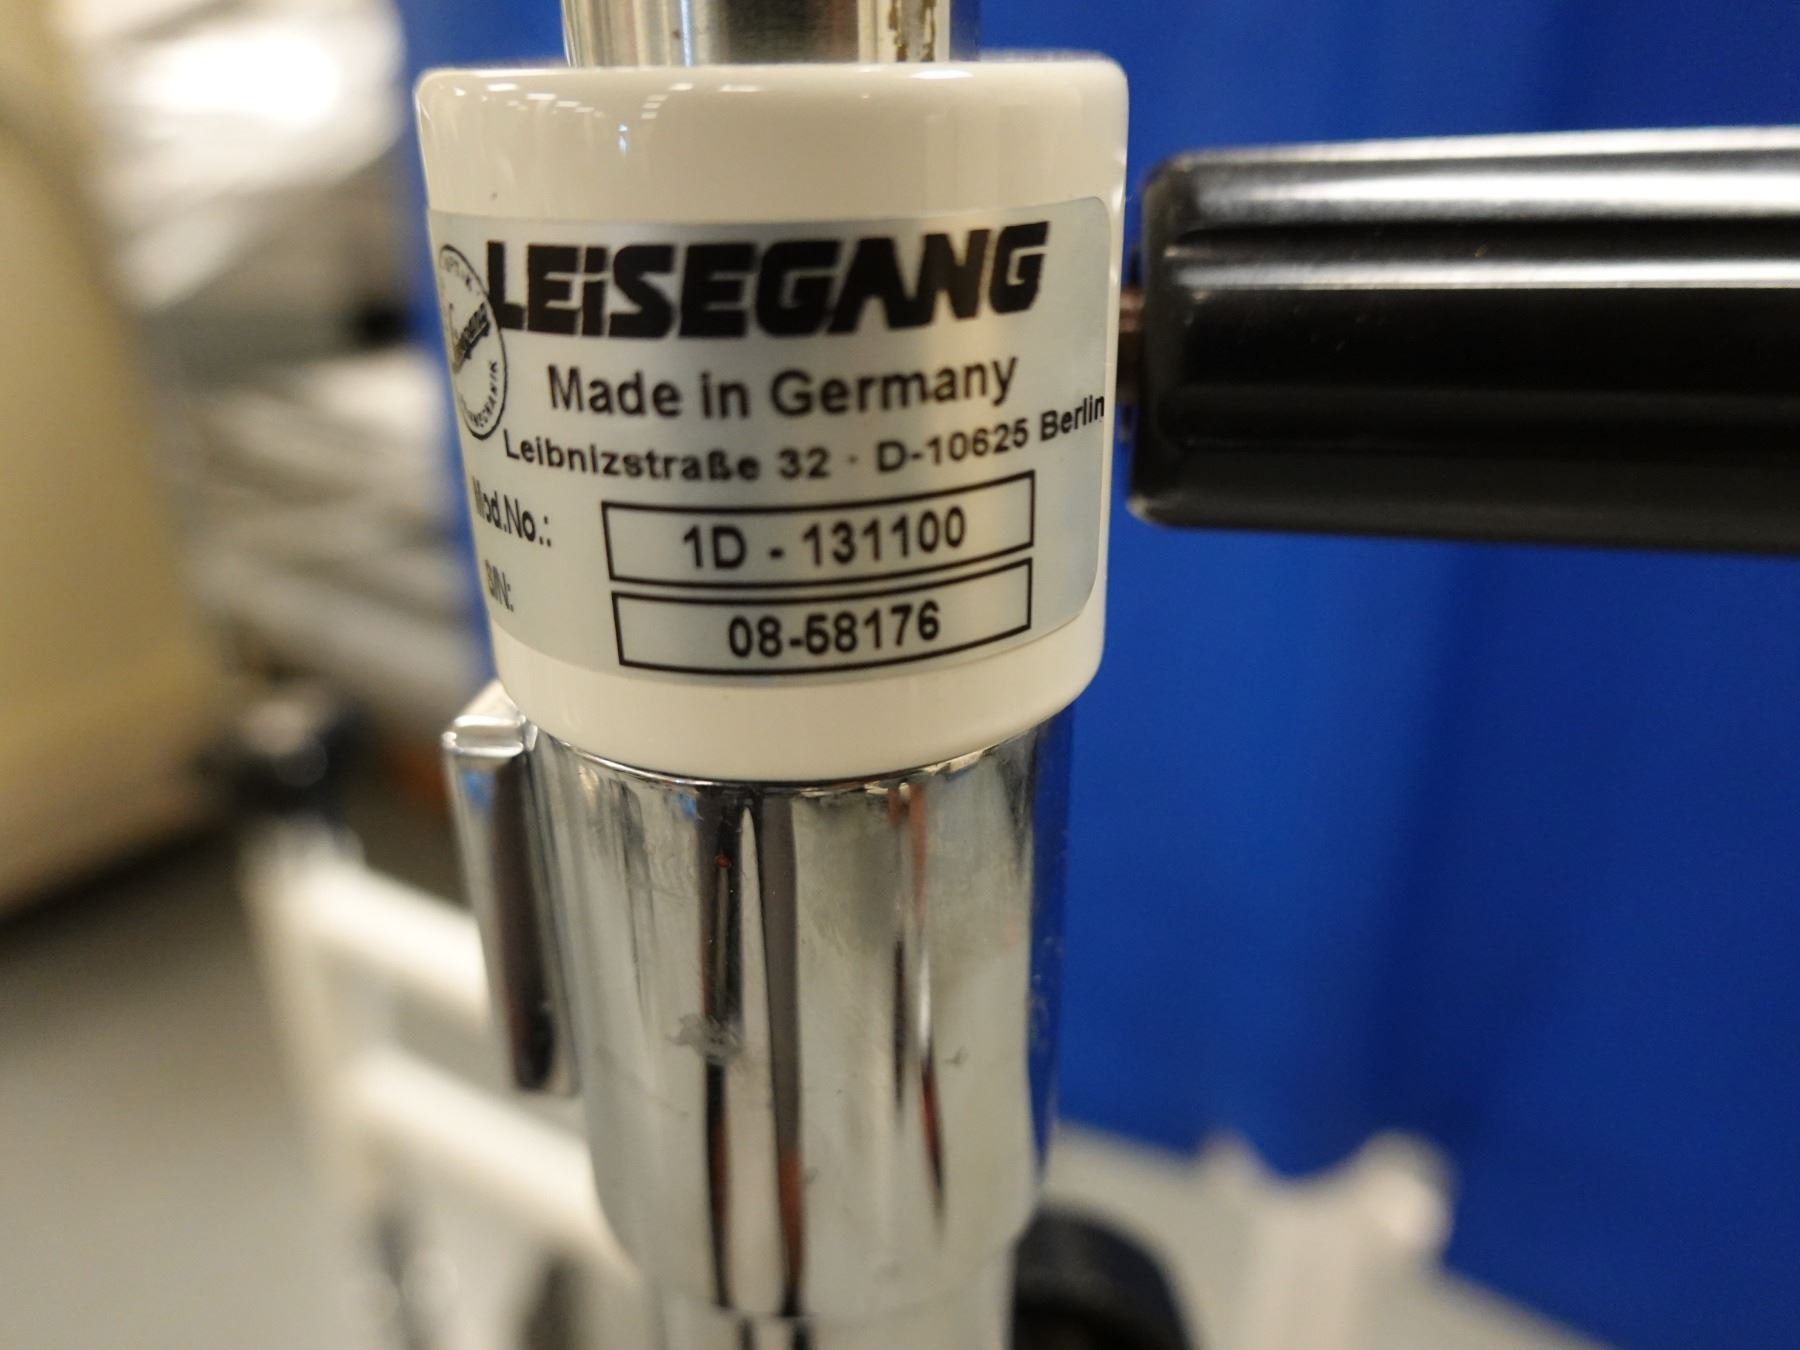 LEiSEGANG
Made in Germany
Leibnizstraße 32 · D-10625 Berlin
Mod.No.: 1D - 131100
S/N: 08-58176